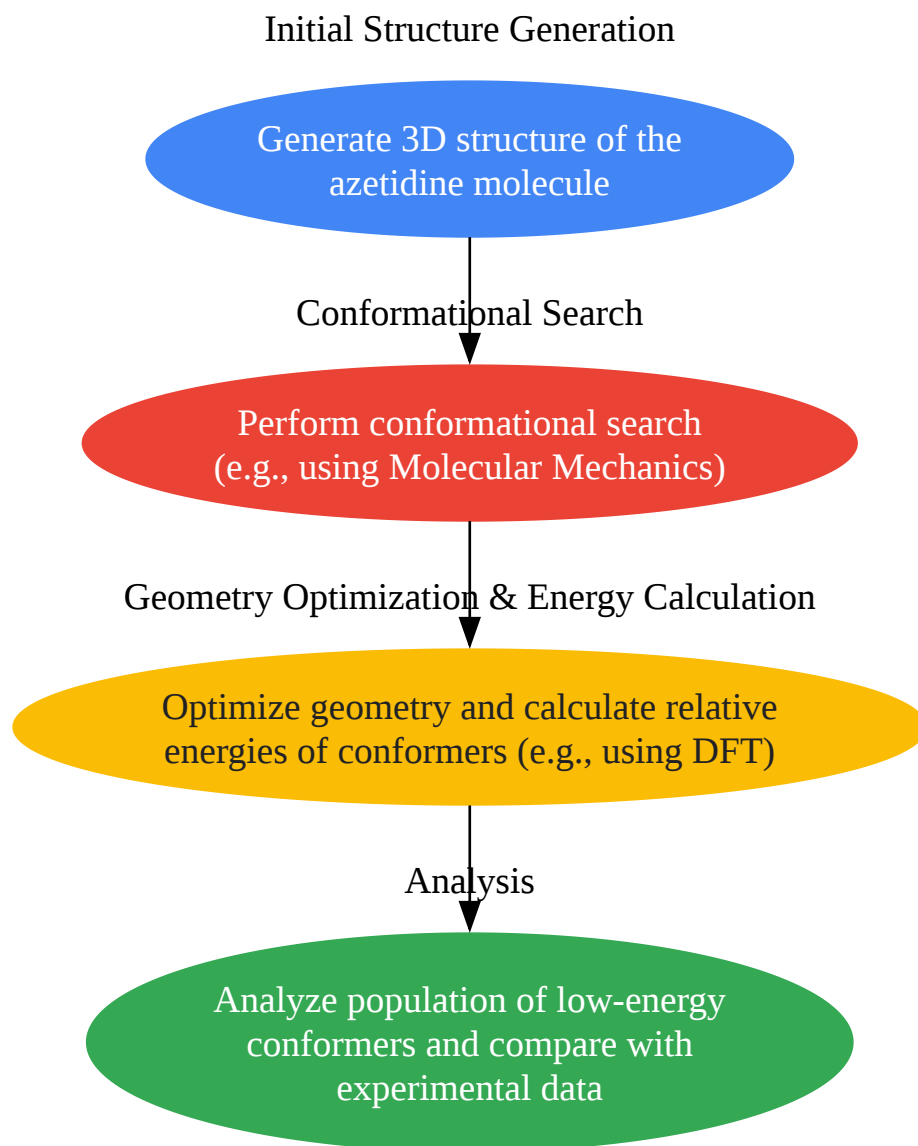 Initial Structure Generation
Generate 3D structure of the
azetidine molecule
Conformational Search
Perform conformational search
(e.g., using Molecular Mechanics)
Geometry Optimization & Energy Calculation
Optimize geometry and calculate relative
energies of conformers (e.g., using DFT)
Analysis
Analyze population of low-energy
conformers and compare with
experimental data